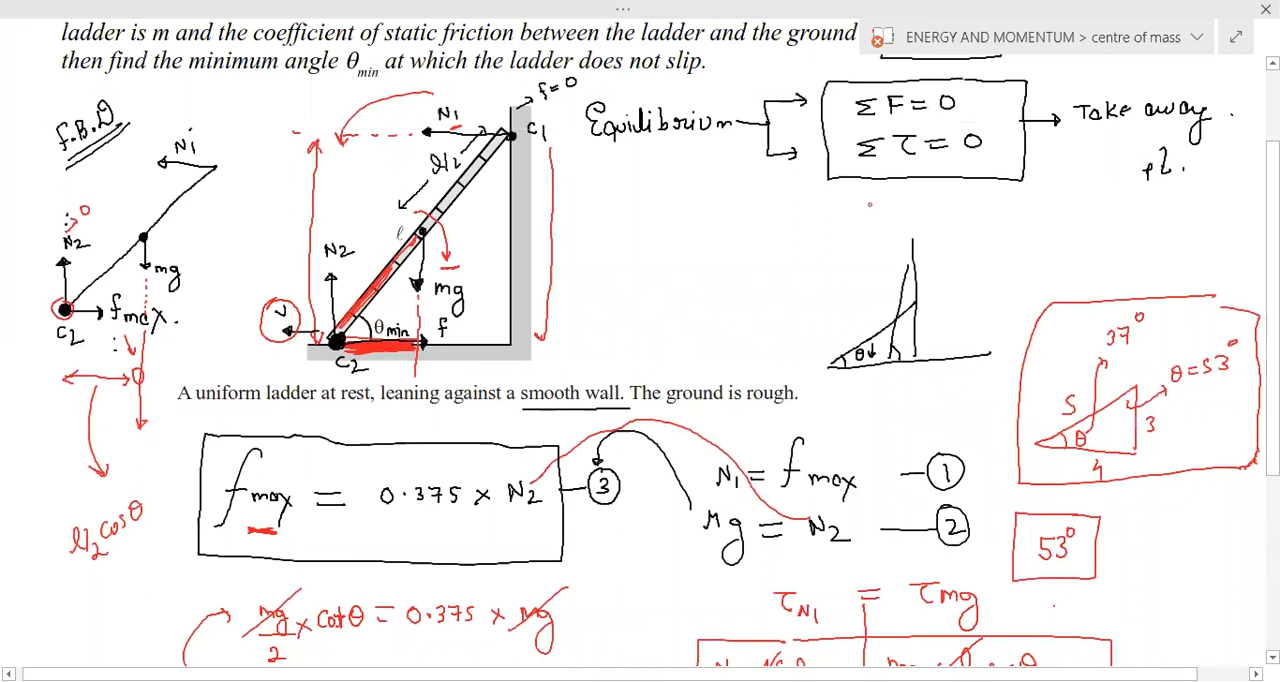 ladder is m and the coefficient of static friction between the ladder and the ground
then find the minimum angle θmin at which the ladder does not slip.
ENERGY AND MOMENTUM > centre of mass
F.B.D
N1
N2
0
mg
fmax.
C2
l/2 cosθ
f=0
N1
C1
l/2
ℓ
N2
mg
θmin
f
C2
Equilibrium
Σ F = 0
Σ τ = 0
Take away
θ↓
37°
θ=53°
5
3
θ
4
53°
A uniform ladder at rest, leaning against a smooth wall. The ground is rough.
fmax = 0.375 × N2 — 3
N1 = fmax — 1
Mg = N2 — 2
mg/2 × cotθ = 0.375 × mg
τN1 = τmg